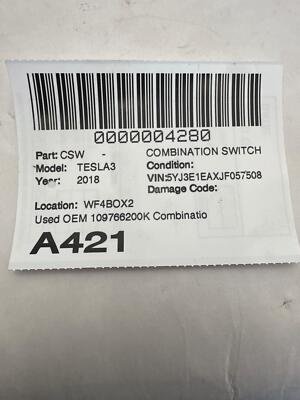 0000004280
Part: CSW - COMBINATION SWITCH
Model: TESLA3 Condition:
Year: 2018 VIN:5YJ3E1EAXJF057508
Damage Code:
Location: WF4BOX2
Used OEM 109766200K Combinatio
A421